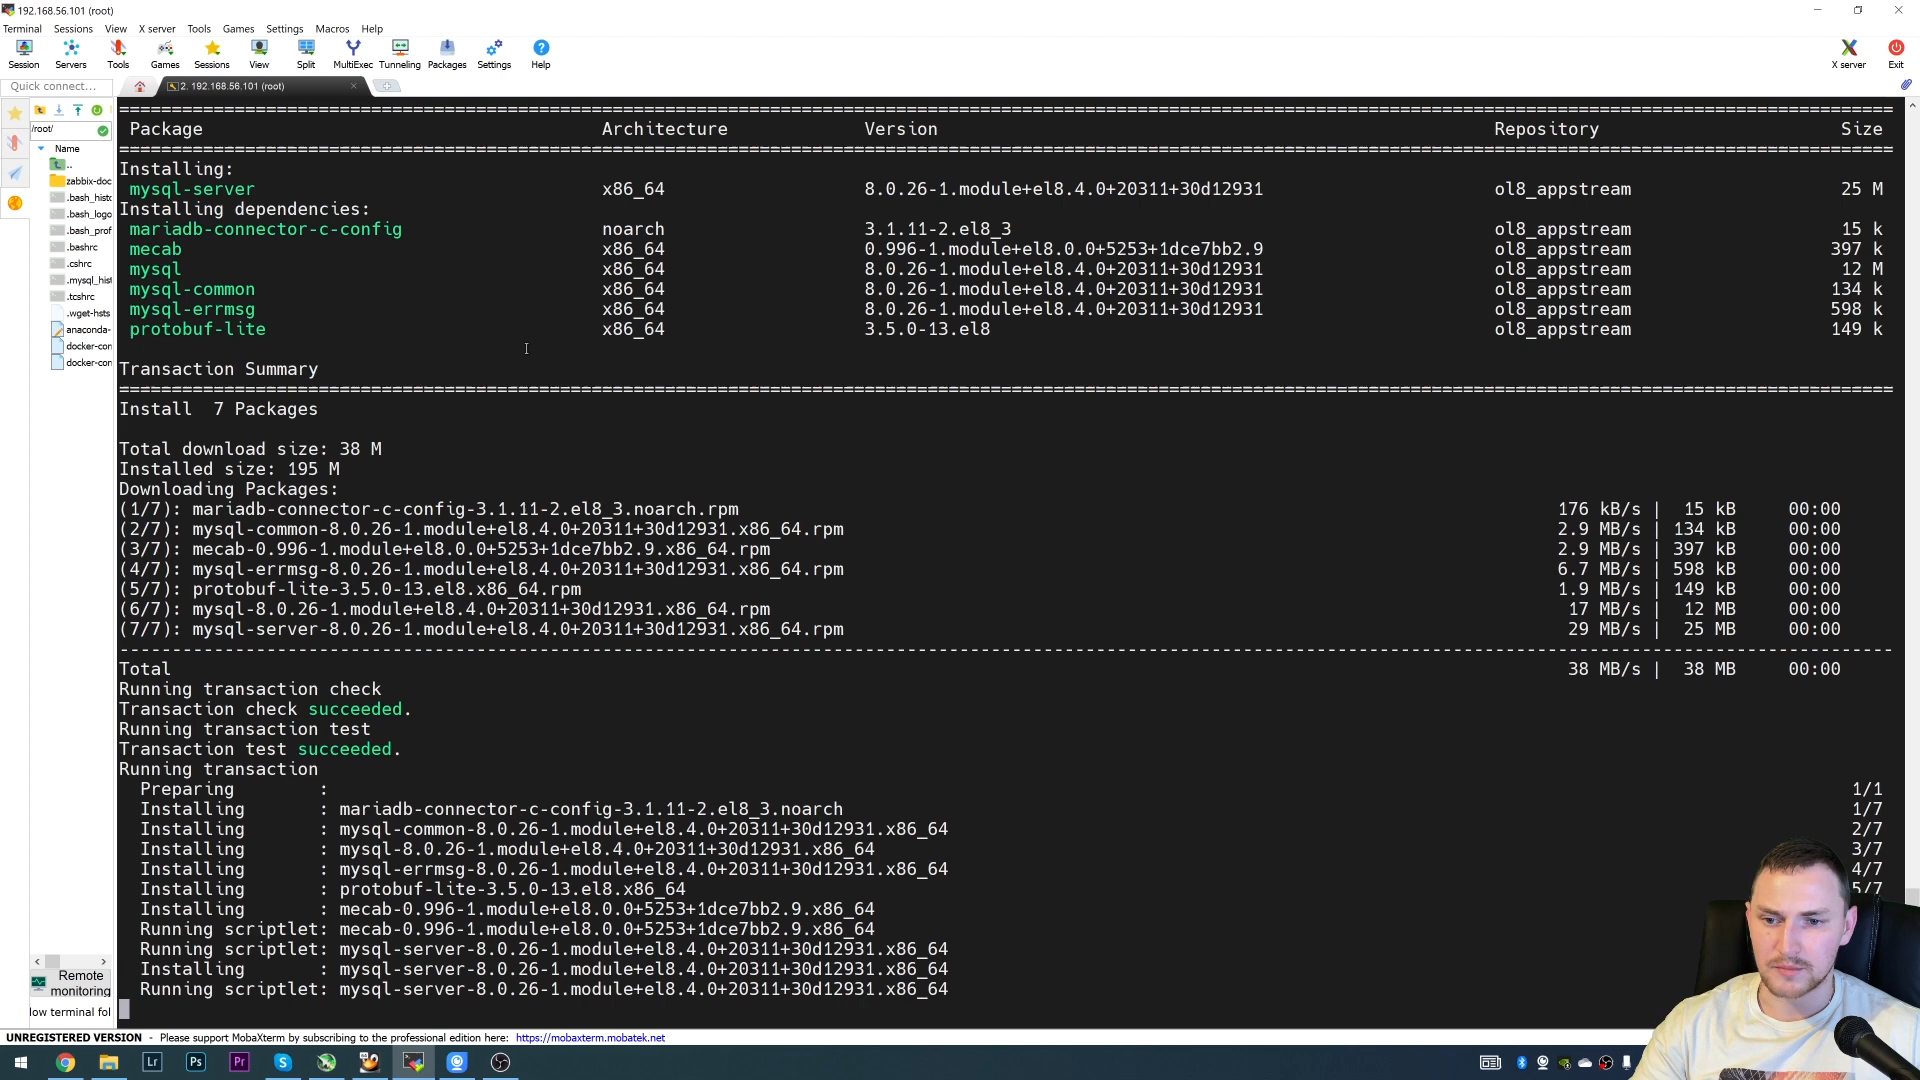 192.168.56.101 (root)
Terminal Sessions View X server Tools Games Settings Macros Help
Session Servers Tools Games Sessions View Split MultiExec Tunneling Packages Settings Help X server Exit
Quick connect...
2. 192.168.56.101 (root)
/root/
Name
..
zabbix-doc
.bash_histo
.bash_logo
.bash_prof
.bashrc
.cshrc
.mysql_hist
.tcshrc
.wget-hsts
anaconda-
docker-con
docker-con
Remote
monitoring
low terminal fol
Package Architecture Version Repository Size
Installing:
mysql-server x86_64 8.0.26-1.module+el8.4.0+20311+30d12931 ol8_appstream 25 M
Installing dependencies:
mariadb-connector-c-config noarch 3.1.11-2.el8_3 ol8_appstream 15 k
mecab x86_64 0.996-1.module+el8.0.0+5253+1dce7bb2.9 ol8_appstream 397 k
mysql x86_64 8.0.26-1.module+el8.4.0+20311+30d12931 ol8_appstream 12 M
mysql-common x86_64 8.0.26-1.module+el8.4.0+20311+30d12931 ol8_appstream 134 k
mysql-errmsg x86_64 8.0.26-1.module+el8.4.0+20311+30d12931 ol8_appstream 598 k
protobuf-lite x86_64 3.5.0-13.el8 ol8_appstream 149 k
Transaction Summary
Install 7 Packages
Total download size: 38 M
Installed size: 195 M
Downloading Packages:
(1/7): mariadb-connector-c-config-3.1.11-2.el8_3.noarch.rpm 176 kB/s | 15 kB 00:00
(2/7): mysql-common-8.0.26-1.module+el8.4.0+20311+30d12931.x86_64.rpm 2.9 MB/s | 134 kB 00:00
(3/7): mecab-0.996-1.module+el8.0.0+5253+1dce7bb2.9.x86_64.rpm 2.9 MB/s | 397 kB 00:00
(4/7): mysql-errmsg-8.0.26-1.module+el8.4.0+20311+30d12931.x86_64.rpm 6.7 MB/s | 598 kB 00:00
(5/7): protobuf-lite-3.5.0-13.el8.x86_64.rpm 1.9 MB/s | 149 kB 00:00
(6/7): mysql-8.0.26-1.module+el8.4.0+20311+30d12931.x86_64.rpm 17 MB/s | 12 MB 00:00
(7/7): mysql-server-8.0.26-1.module+el8.4.0+20311+30d12931.x86_64.rpm 29 MB/s | 25 MB 00:00
Total 38 MB/s | 38 MB 00:00
Running transaction check
Transaction check succeeded.
Running transaction test
Transaction test succeeded.
Running transaction
Preparing : 1/1
Installing : mariadb-connector-c-config-3.1.11-2.el8_3.noarch 1/7
Installing : mysql-common-8.0.26-1.module+el8.4.0+20311+30d12931.x86_64 2/7
Installing : mysql-8.0.26-1.module+el8.4.0+20311+30d12931.x86_64 3/7
Installing : mysql-errmsg-8.0.26-1.module+el8.4.0+20311+30d12931.x86_64 4/7
Installing : protobuf-lite-3.5.0-13.el8.x86_64 5/7
Installing : mecab-0.996-1.module+el8.0.0+5253+1dce7bb2.9.x86_64
Running scriptlet: mecab-0.996-1.module+el8.0.0+5253+1dce7bb2.9.x86_64
Running scriptlet: mysql-server-8.0.26-1.module+el8.4.0+20311+30d12931.x86_64
Installing : mysql-server-8.0.26-1.module+el8.4.0+20311+30d12931.x86_64
Running scriptlet: mysql-server-8.0.26-1.module+el8.4.0+20311+30d12931.x86_64
UNREGISTERED VERSION - Please support MobaXterm by subscribing to the professional edition here: https://mobaxterm.mobatek.net
Lr Ps Pr S